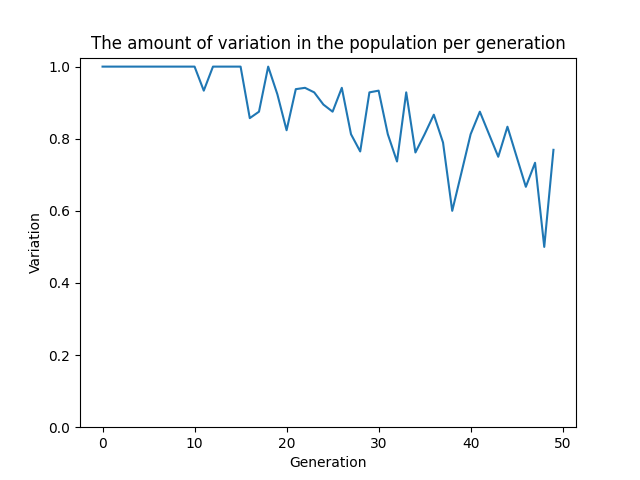 The amount of variation in the population per generation
1.0
0.8
0.6
0.4
0.2
0.0
Variation
0 10 20 30 40 50
Generation